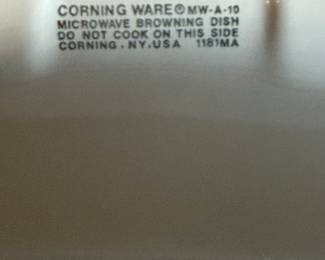 CORNING WARE® MW-A-10
MICROWAVE BROWNING DISH
DO NOT COOK ON THIS SIDE
CORNING, NY. USA 1181MA